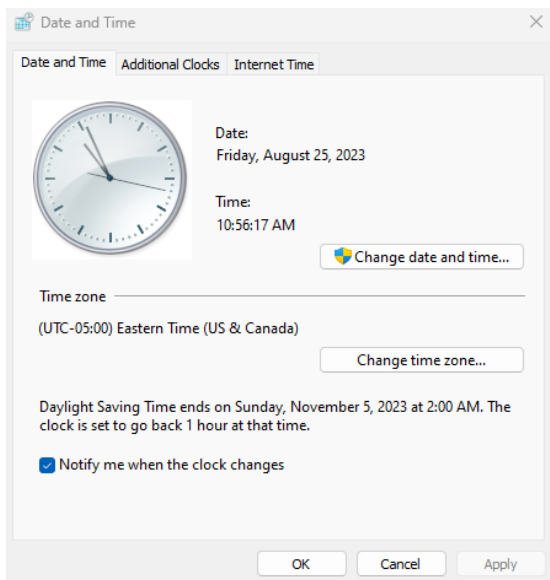 Date and Time
Date and Time
Additional Clocks
Internet Time
Date:
Friday, August 25, 2023
Time:
10:56:17 AM
Change date and time...
Time zone
(UTC-05:00) Eastern Time (US & Canada)
Change time zone...
Daylight Saving Time ends on Sunday, November 5, 2023 at 2:00 AM. The
clock is set to go back 1 hour at that time.
Notify me when the clock changes
OK
Cancel
Apply